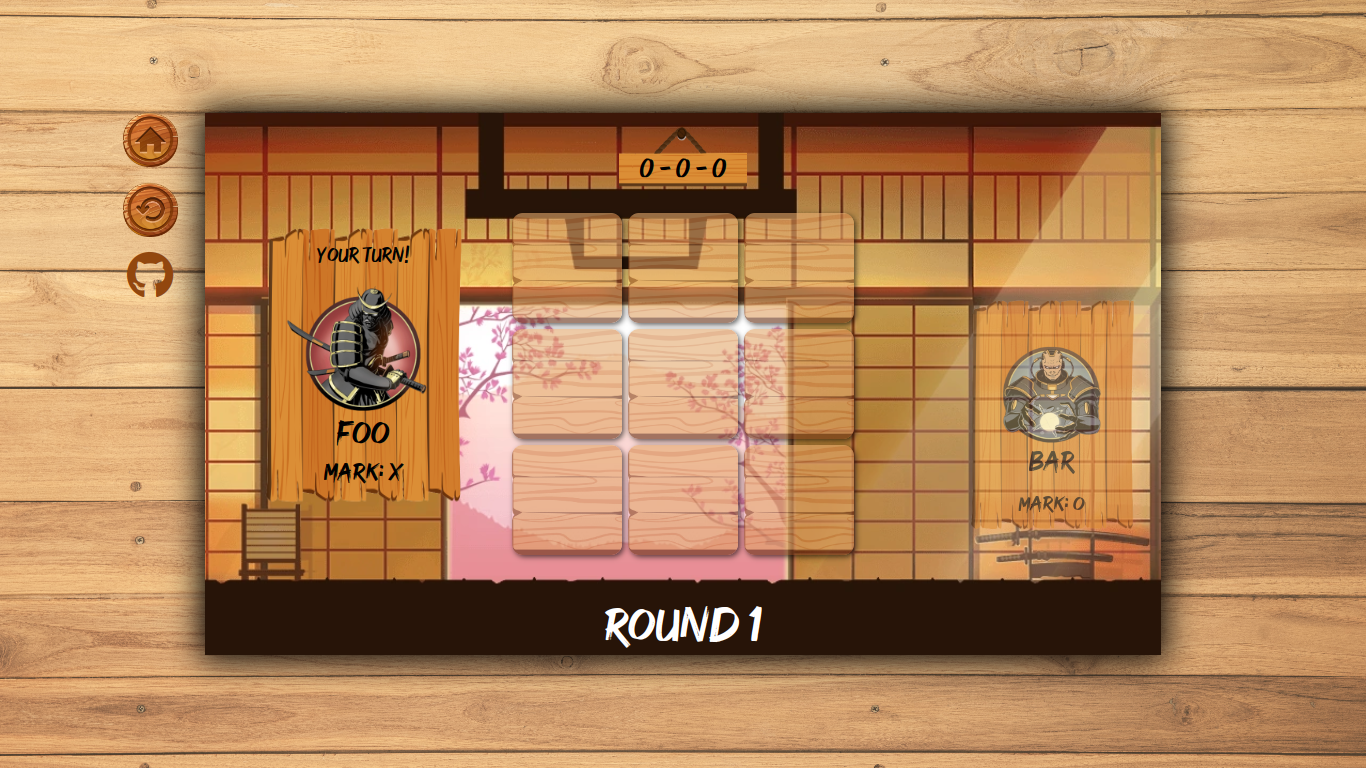 0-0-0
YOUR TURN!
FOO
MARK: X
BAR
MARK: O
ROUND 1